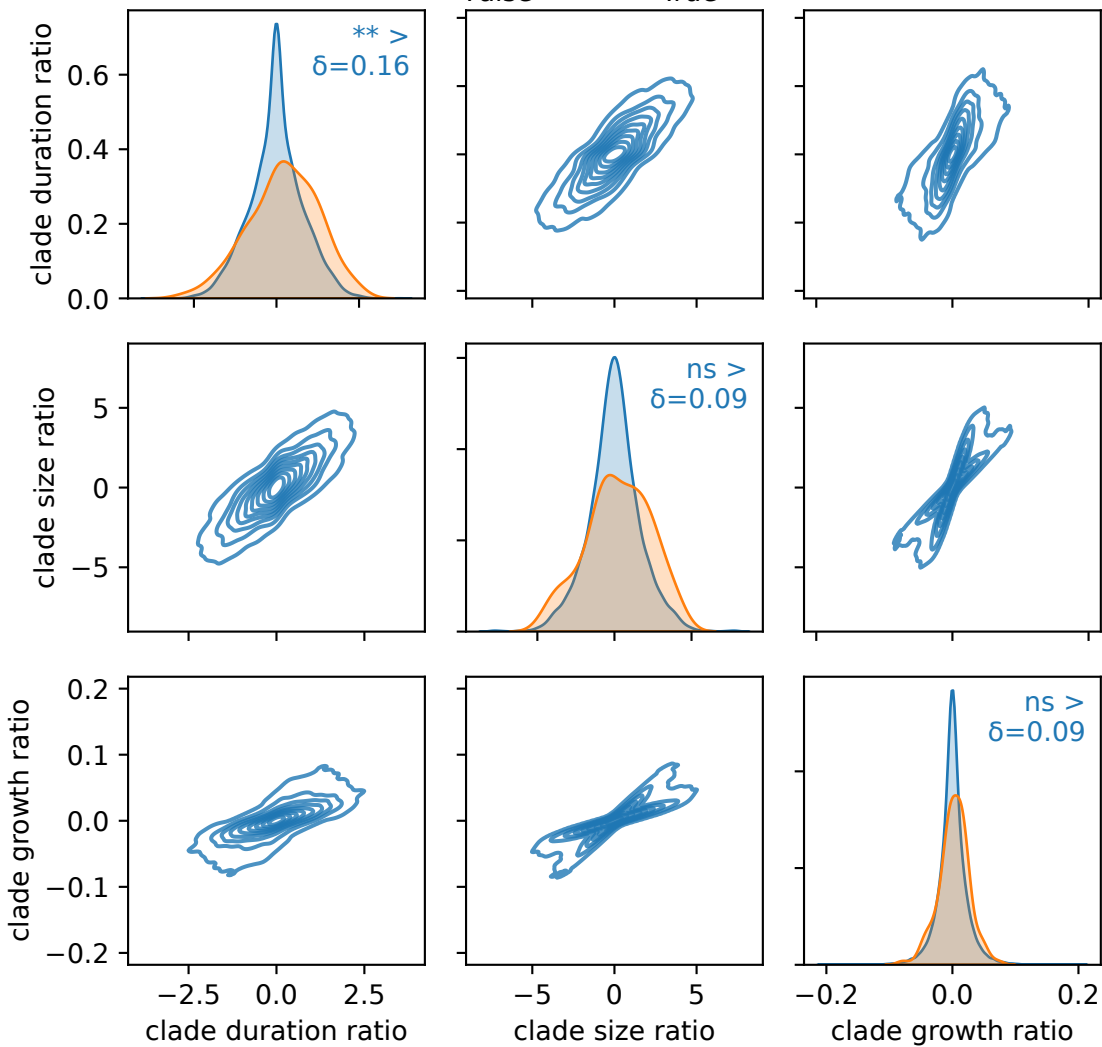 clade duration ratio
0.6
0.4
0.2
0.0
** >
δ=0.16
clade size ratio
5
0
−5
ns >
δ=0.09
clade growth ratio
0.2
0.1
0.0
−0.1
−0.2
ns >
δ=0.09
−2.5 0.0 2.5
−5 0 5
−0.2 0.0 0.2
clade duration ratio
clade size ratio
clade growth ratio